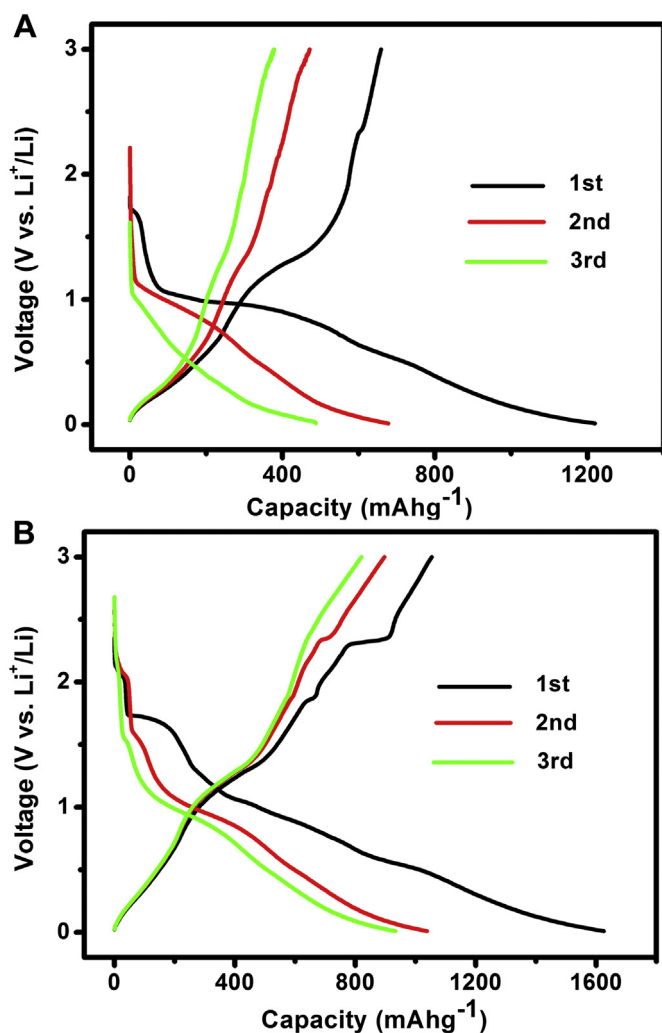 A
3
2
1
0
Voltage (V vs. Li⁺/Li)
1st
2nd
3rd
0 400 800 1200
Capacity (mAhg⁻¹)
B
3
2
1
0
Voltage (V vs. Li⁺/Li)
1st
2nd
3rd
0 400 800 1200 1600
Capacity (mAhg⁻¹)